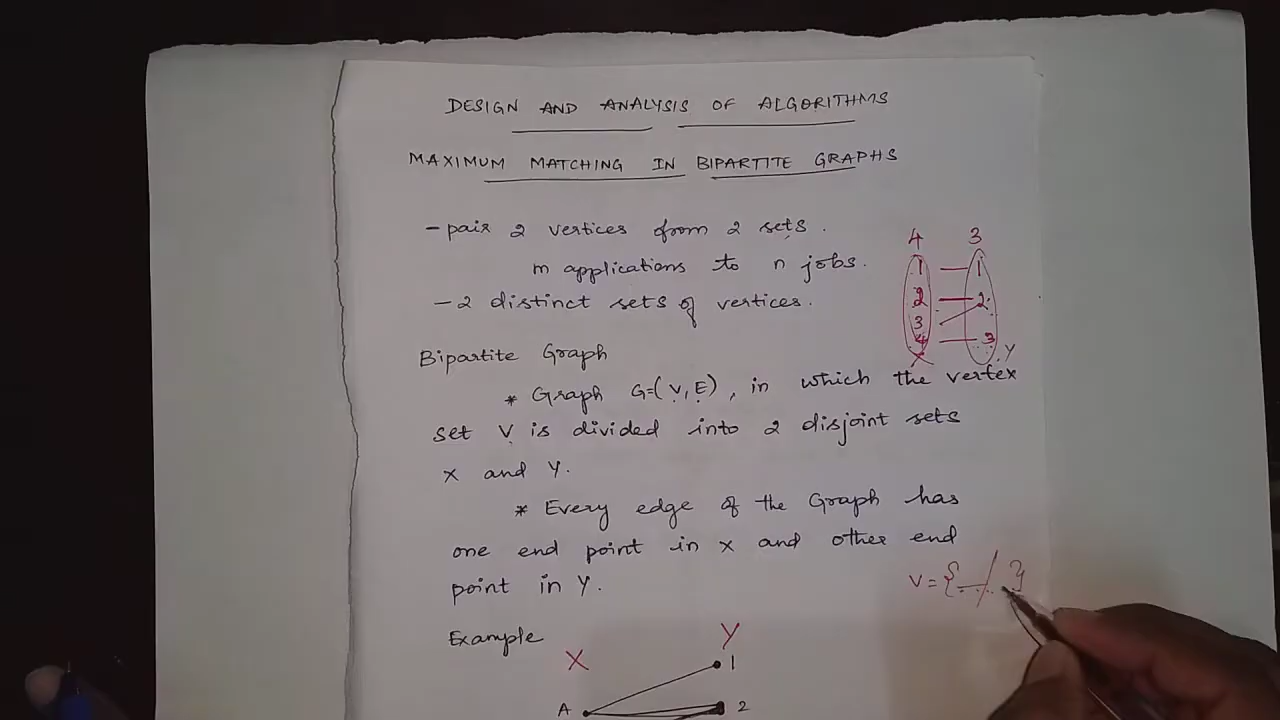 DESIGN AND ANALYSIS OF ALGORITHMS
MAXIMUM MATCHING IN BIPARTITE GRAPHS
- pair 2 vertices from 2 sets.
m applications to n jobs.
- 2 distinct sets of vertices.
4 3
1 1
2 2
3
4 3
X Y
Bipartite Graph
* Graph G=(V,E), in which the vertex
set V is divided into 2 disjoint sets
X and Y.
* Every edge of the Graph has
one end point in X and other end
point in Y.
V = { / }
Example
X Y
1
A 2